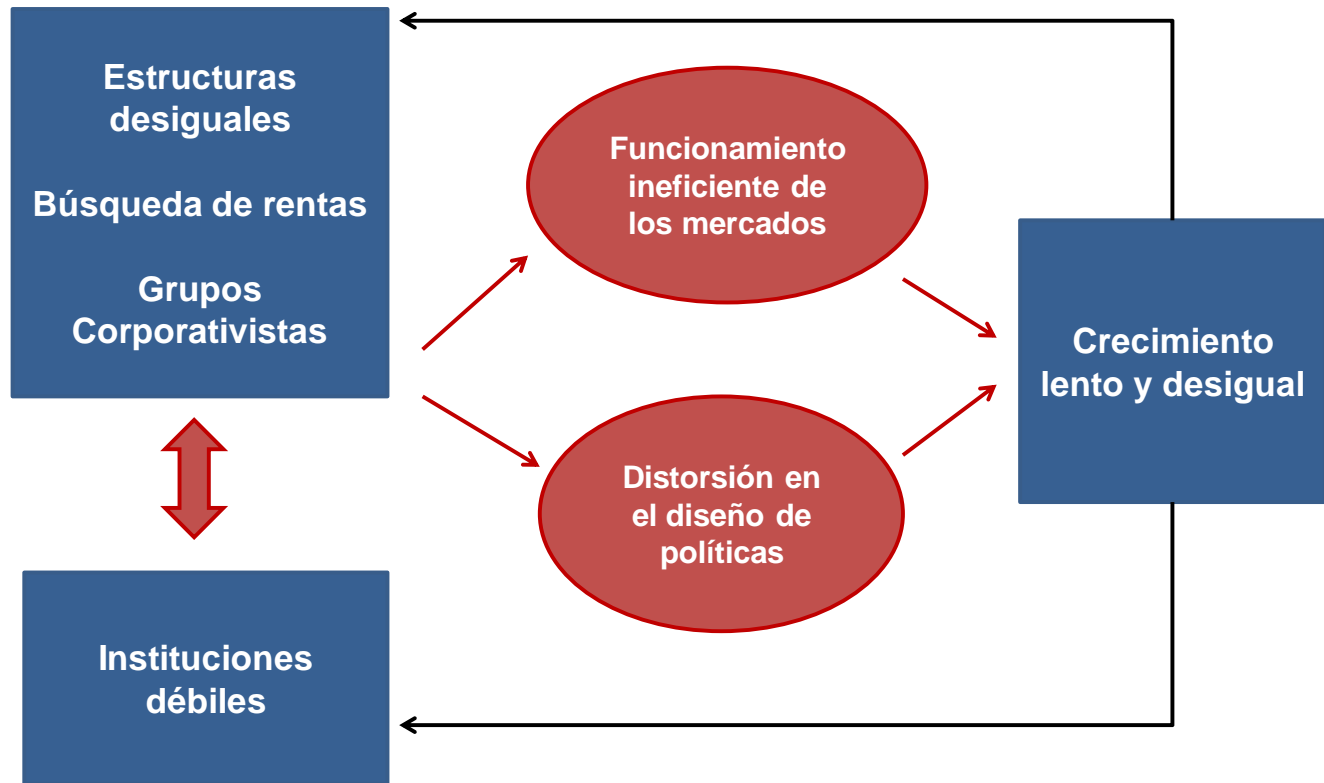 Estructuras
desiguales
Búsqueda de rentas
Grupos
Corporativistas
Funcionamiento
ineficiente de
los mercados
Distorsión en
el diseño de
políticas
Crecimiento
lento y desigual
Instituciones
débiles